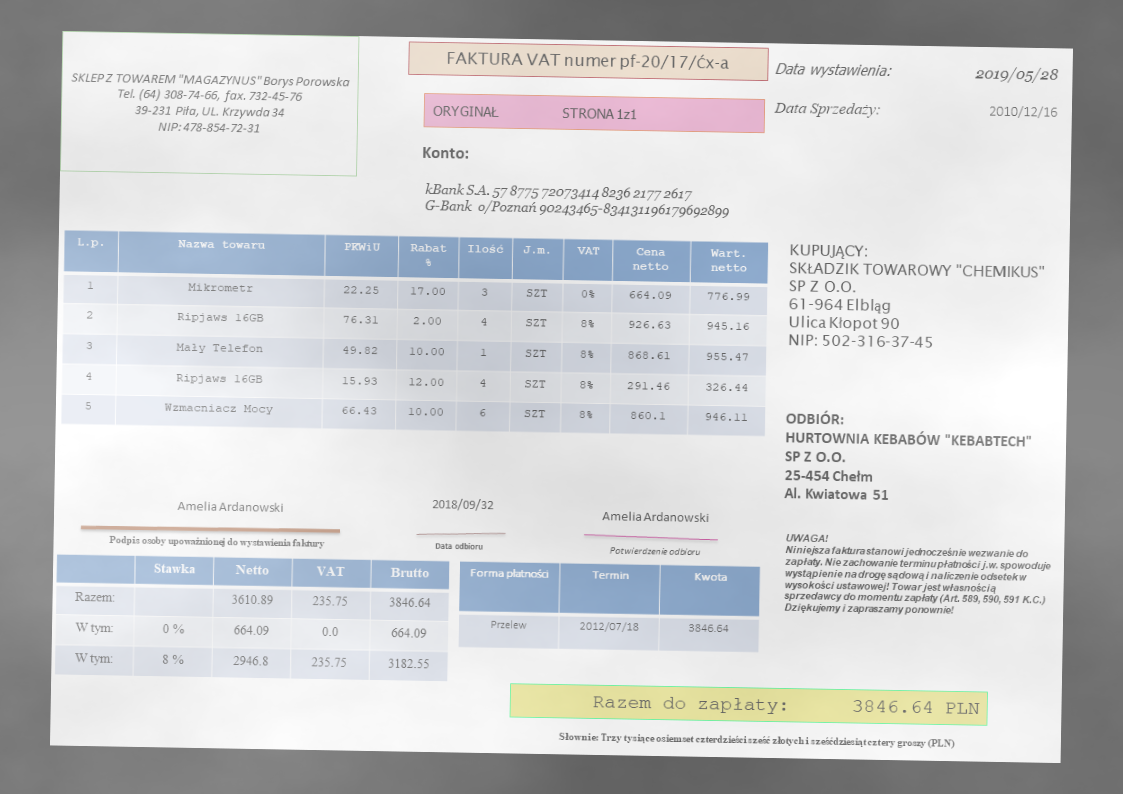 SKLEP Z TOWAREM "MAGAZYNUS" Borys Porowska
Tel. (64) 308-74-66, fax. 732-45-76
39-231 Piła, UL. Krzywda 34
NIP: 478-854-72-31
FAKTURA VAT numer pf-20/17/ćx-a
ORYGINAŁ STRONA 1z1
Data wystawienia: 2019/05/28
Data Sprzedaży: 2010/12/16
Konto:
kBank S.A. 57 8775 72073414 8236 2177 2617
G-Bank o/Poznań 90243465-834131196179692899
L.p. Nazwa towaru PKWiU Rabat % Ilość J.m. VAT Cena netto Wart. netto
1 Mikrometr 22.25 17.00 3 SZT 0% 664.09 776.99
2 Ripjaws 16GB 76.31 2.00 4 SZT 8% 926.63 945.16
3 Mały Telefon 49.82 10.00 1 SZT 8% 868.61 955.47
4 Ripjaws 16GB 15.93 12.00 4 SZT 8% 291.46 326.44
5 Wzmacniacz Mocy 66.43 10.00 6 SZT 8% 860.1 946.11
KUPUJĄCY:
SKŁADZIK TOWAROWY "CHEMIKUS"
SP Z O.O.
61-964 Elbląg
Ulica Kłopot 90
NIP: 502-316-37-45
ODBIÓR:
HURTOWNIA KEBABÓW "KEBABTECH"
SP Z O.O.
25-454 Chełm
Al. Kwiatowa 51
Amelia Ardanowski
Podpis osoby upoważnionej do wystawienia faktury
2018/09/32
Data odbioru
Amelia Ardanowski
Potwierdzenie odbioru
UWAGA!
Niniejsza faktura stanowi jednocześnie wezwanie do
zapłaty. Nie zachowanie terminu płatności j.w. spowoduje
wystąpienie na drogę sądową i naliczenie odsetek w
wysokości ustawowej! Towar jest własnością
sprzedawcy do momentu zapłaty (Art. 589, 590, 591 K.C.)
Dziękujemy i zapraszamy ponownie!
Stawka Netto VAT Brutto
Razem: 3610.89 235.75 3846.64
W tym: 0 % 664.09 0.0 664.09
W tym: 8 % 2946.8 235.75 3182.55
Forma płatności Termin Kwota
Przelew 2012/07/18 3846.64
Razem do zapłaty: 3846.64 PLN
Słownie: Trzy tysiące osiemset czterdzieści sześć złotych i sześćdziesiąt cztery groszy (PLN)